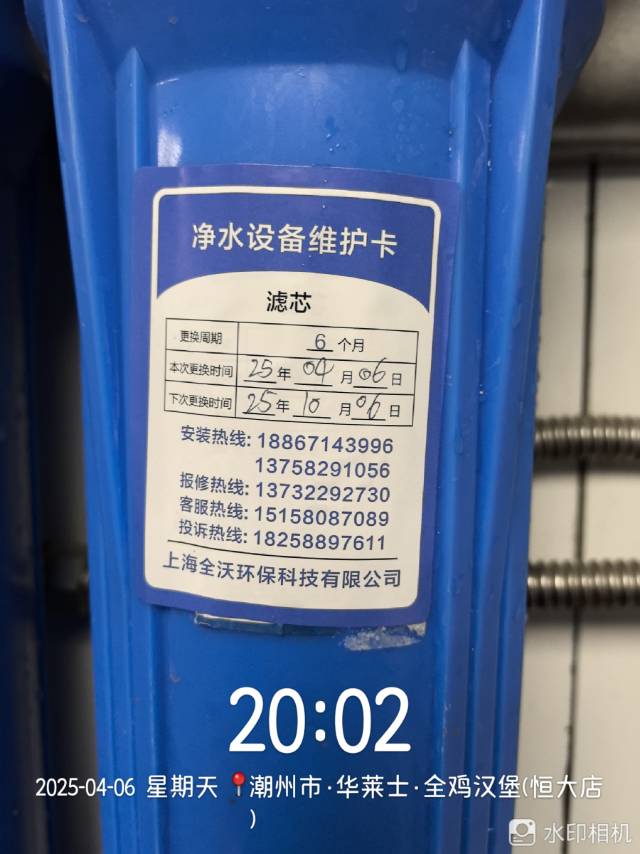 净水设备维护卡
滤芯
更换周期 6 个月
本次更换时间 25 年 04 月 06 日
下次更换时间 25 年 10 月 06 日
安装热线: 18867143996
13758291056
报修热线: 13732292730
客服热线: 15158087089
投诉热线: 18258897611
上海全沃环保科技有限公司
20:02
2025-04-06 星期天 📍潮州市·华莱士·全鸡汉堡(恒大店
)
水印相机